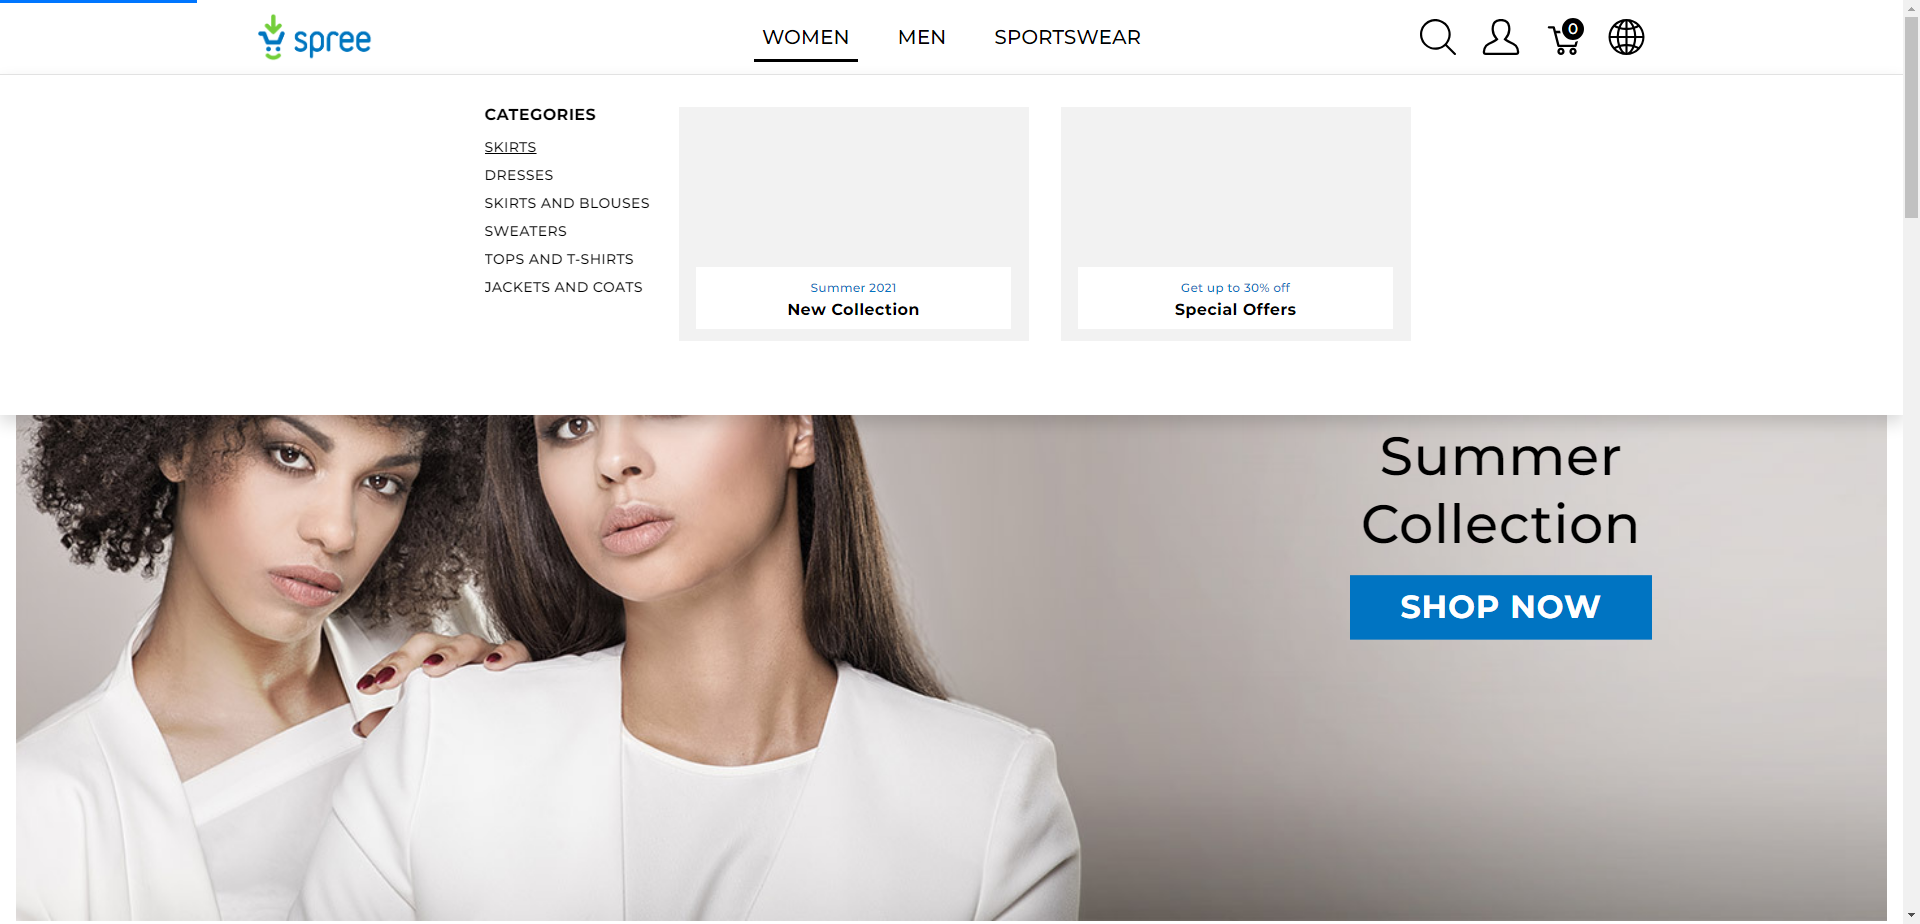 spree
WOMEN
MEN
SPORTSWEAR
0
CATEGORIES
SKIRTS
DRESSES
SKIRTS AND BLOUSES
SWEATERS
TOPS AND T-SHIRTS
JACKETS AND COATS
Summer 2021
New Collection
Get up to 30% off
Special Offers
Summer
Collection
SHOP NOW